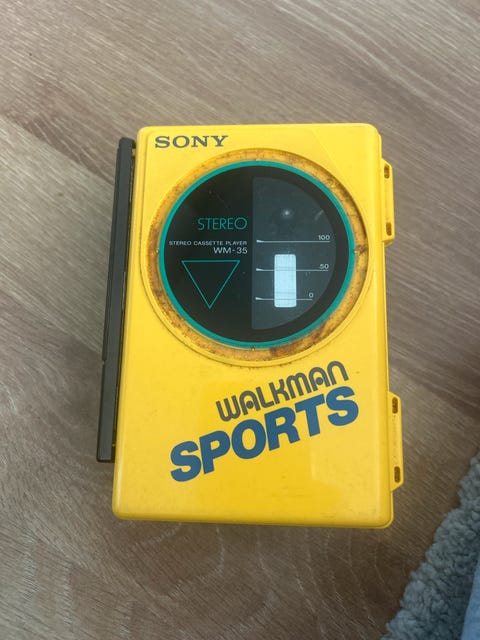 SONY
STEREO
STEREO CASSETTE PLAYER
WM-35
100
50
0
WALKMAN
SPORTS